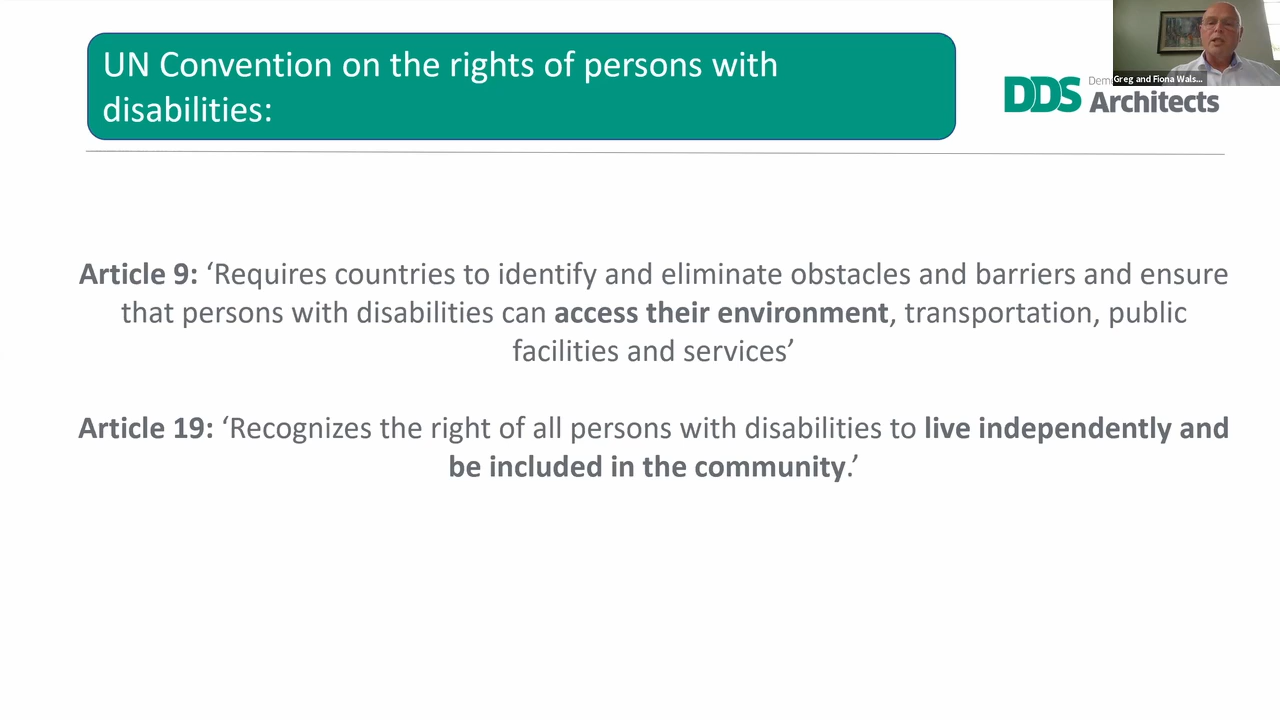 UN Convention on the rights of persons with
disabilities:
Greg and Fiona Wals...
DDS
Architects
Article 9: ‘Requires countries to identify and eliminate obstacles and barriers and ensure
that persons with disabilities can access their environment, transportation, public
facilities and services’
Article 19: ‘Recognizes the right of all persons with disabilities to live independently and
be included in the community.’